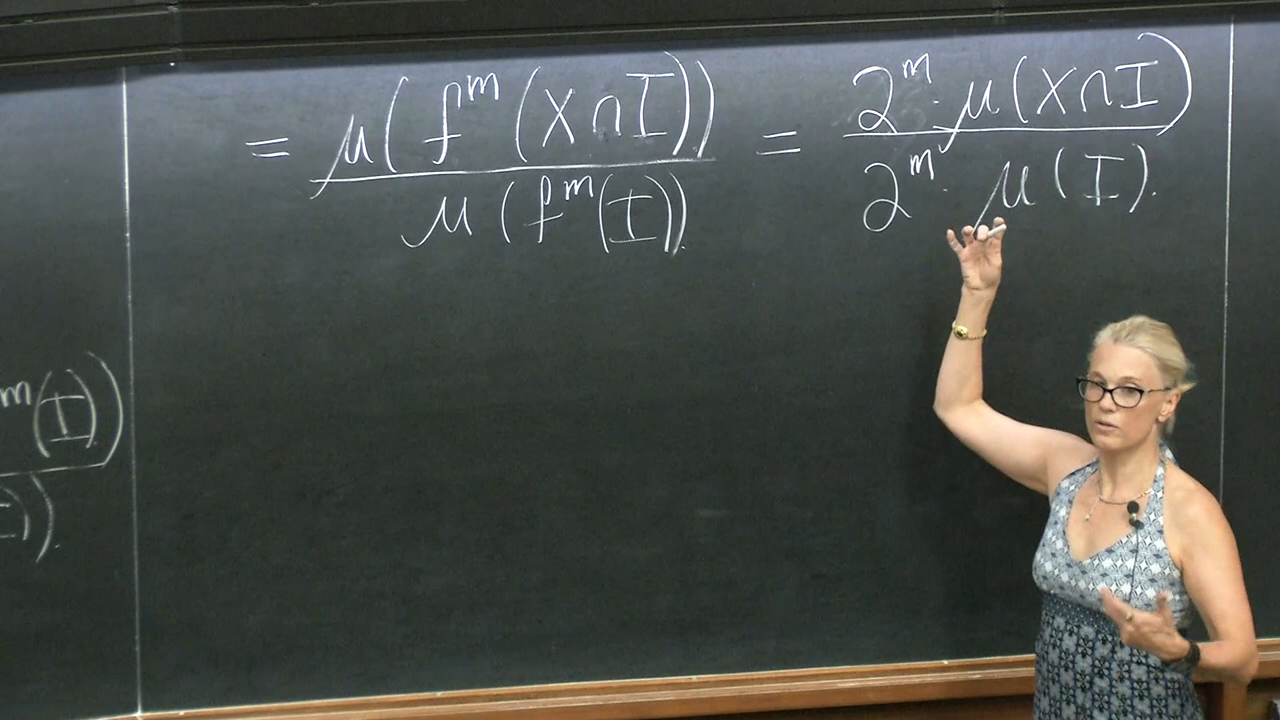 = μ(f^m(X∩I)) / μ(f^m(I)). = 2^m·μ(X∩I) / 2^m·μ(I).
^m(I))
)).